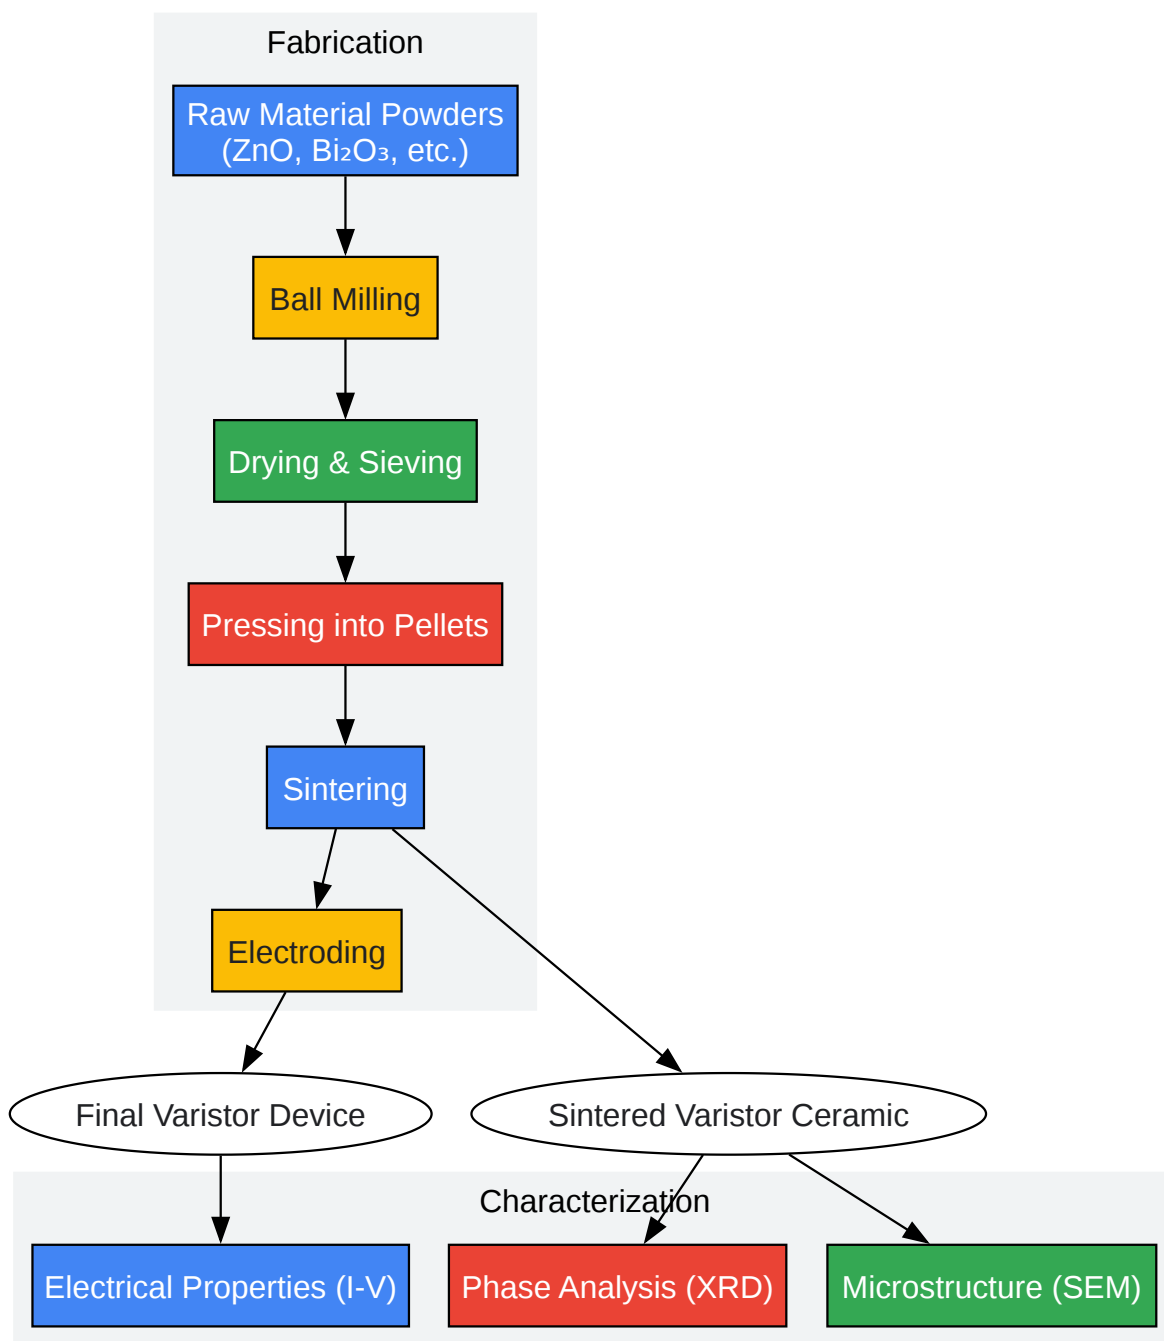 Fabrication
Raw Material Powders
(ZnO, Bi₂O₃, etc.)
Ball Milling
Drying & Sieving
Pressing into Pellets
Sintering
Electroding
Final Varistor Device
Sintered Varistor Ceramic
Characterization
Electrical Properties (I-V)
Phase Analysis (XRD)
Microstructure (SEM)